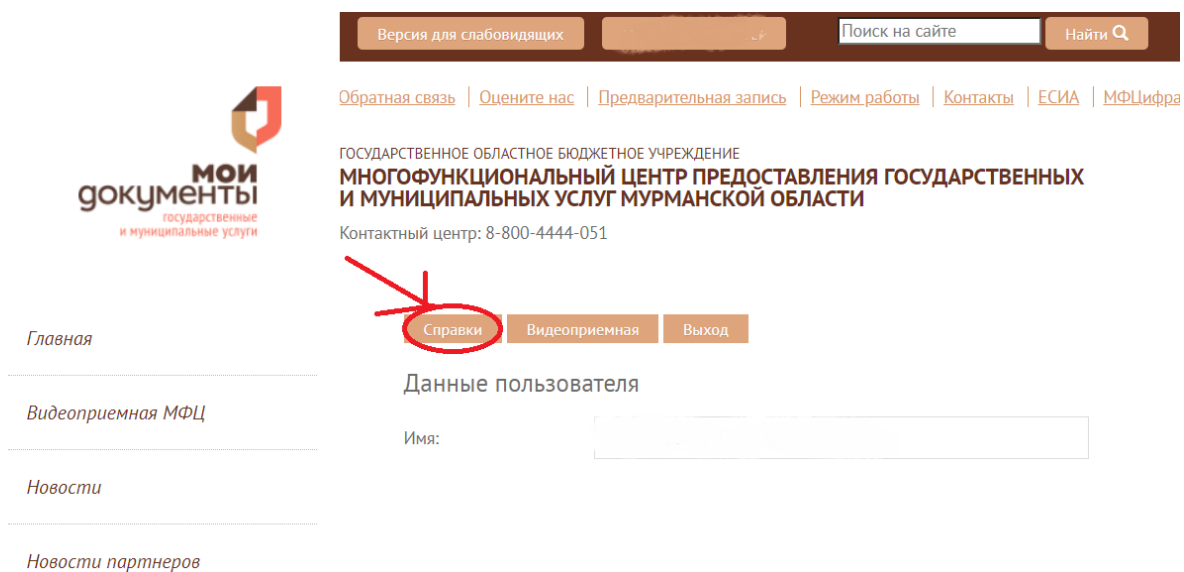 Версия для слабовидящих
Поиск на сайте
Найти
Обратная связь | Оцените нас | Предварительная запись | Режим работы | Контакты | ЕСИА | МФЦифра
мои
документы
государственные
и муниципальные услуги
ГОСУДАРСТВЕННОЕ ОБЛАСТНОЕ БЮДЖЕТНОЕ УЧРЕЖДЕНИЕ
МНОГОФУНКЦИОНАЛЬНЫЙ ЦЕНТР ПРЕДОСТАВЛЕНИЯ ГОСУДАРСТВЕННЫХ
И МУНИЦИПАЛЬНЫХ УСЛУГ МУРМАНСКОЙ ОБЛАСТИ
Контактный центр: 8-800-4444-051
Справки
Видеоприемная
Выход
Данные пользователя
Имя:
Главная
Видеоприемная МФЦ
Новости
Новости партнеров